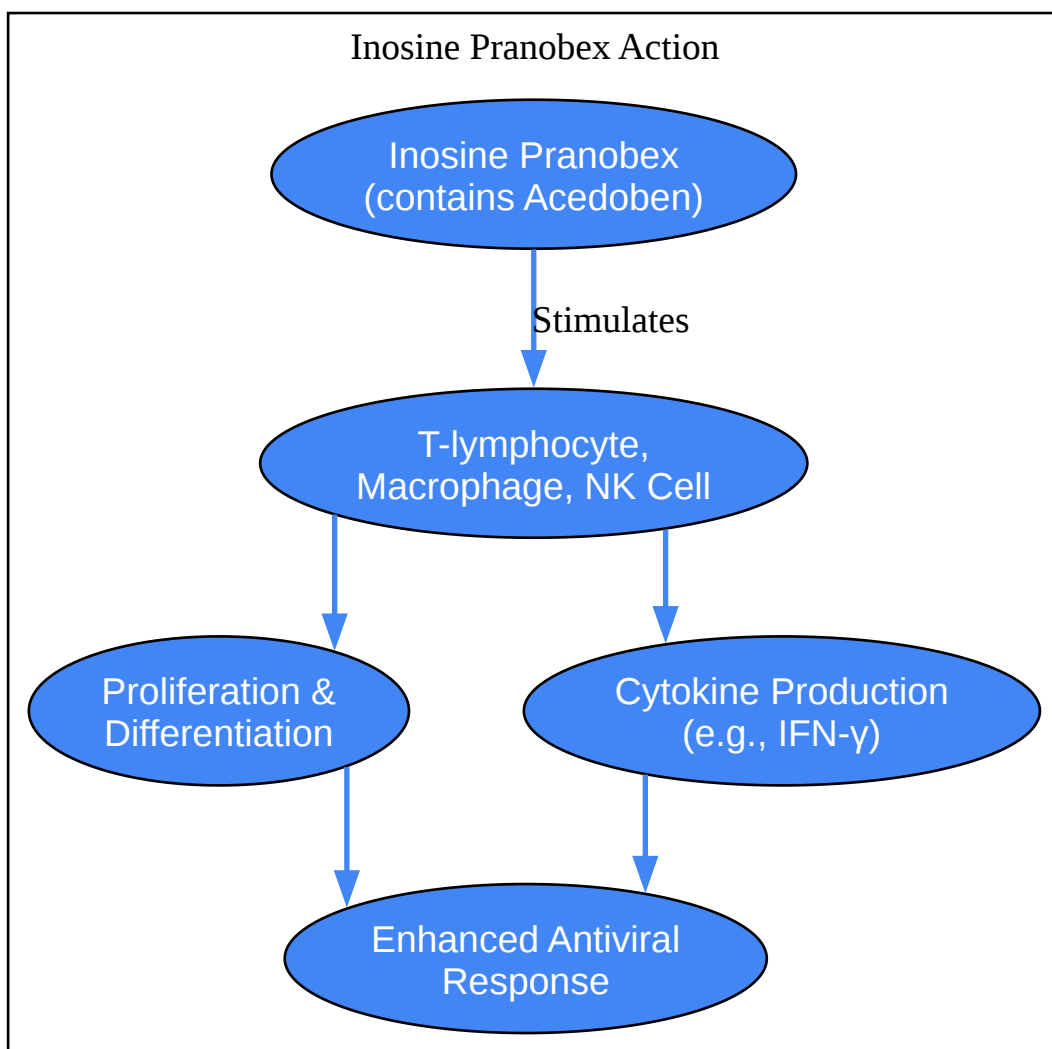 Inosine Pranobex Action
Inosine Pranobex
(contains Acedoben)
Stimulates
T-lymphocyte,
Macrophage, NK Cell
Proliferation &
Differentiation
Cytokine Production
(e.g., IFN-γ)
Enhanced Antiviral
Response